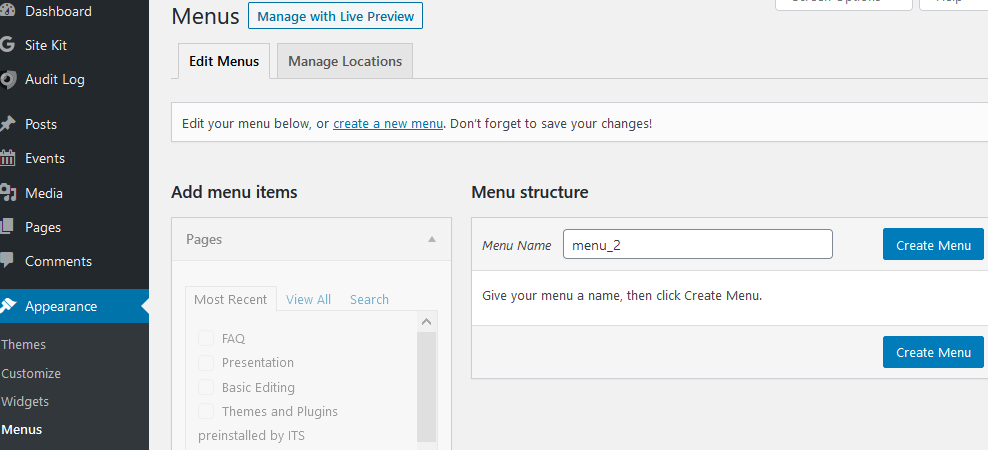 Dashboard
Site Kit
Audit Log
Posts
Events
Media
Pages
Comments
Appearance
Themes
Customize
Widgets
Menus
Menus
Manage with Live Preview
Screen Options
Help
Edit Menus
Manage Locations
Edit your menu below, or create a new menu. Don't forget to save your changes!
Add menu items
Pages
Most Recent
View All
Search
FAQ
Presentation
Basic Editing
Themes and Plugins
preinstalled by ITS
Menu structure
Menu Name
menu_2
Create Menu
Give your menu a name, then click Create Menu.
Create Menu